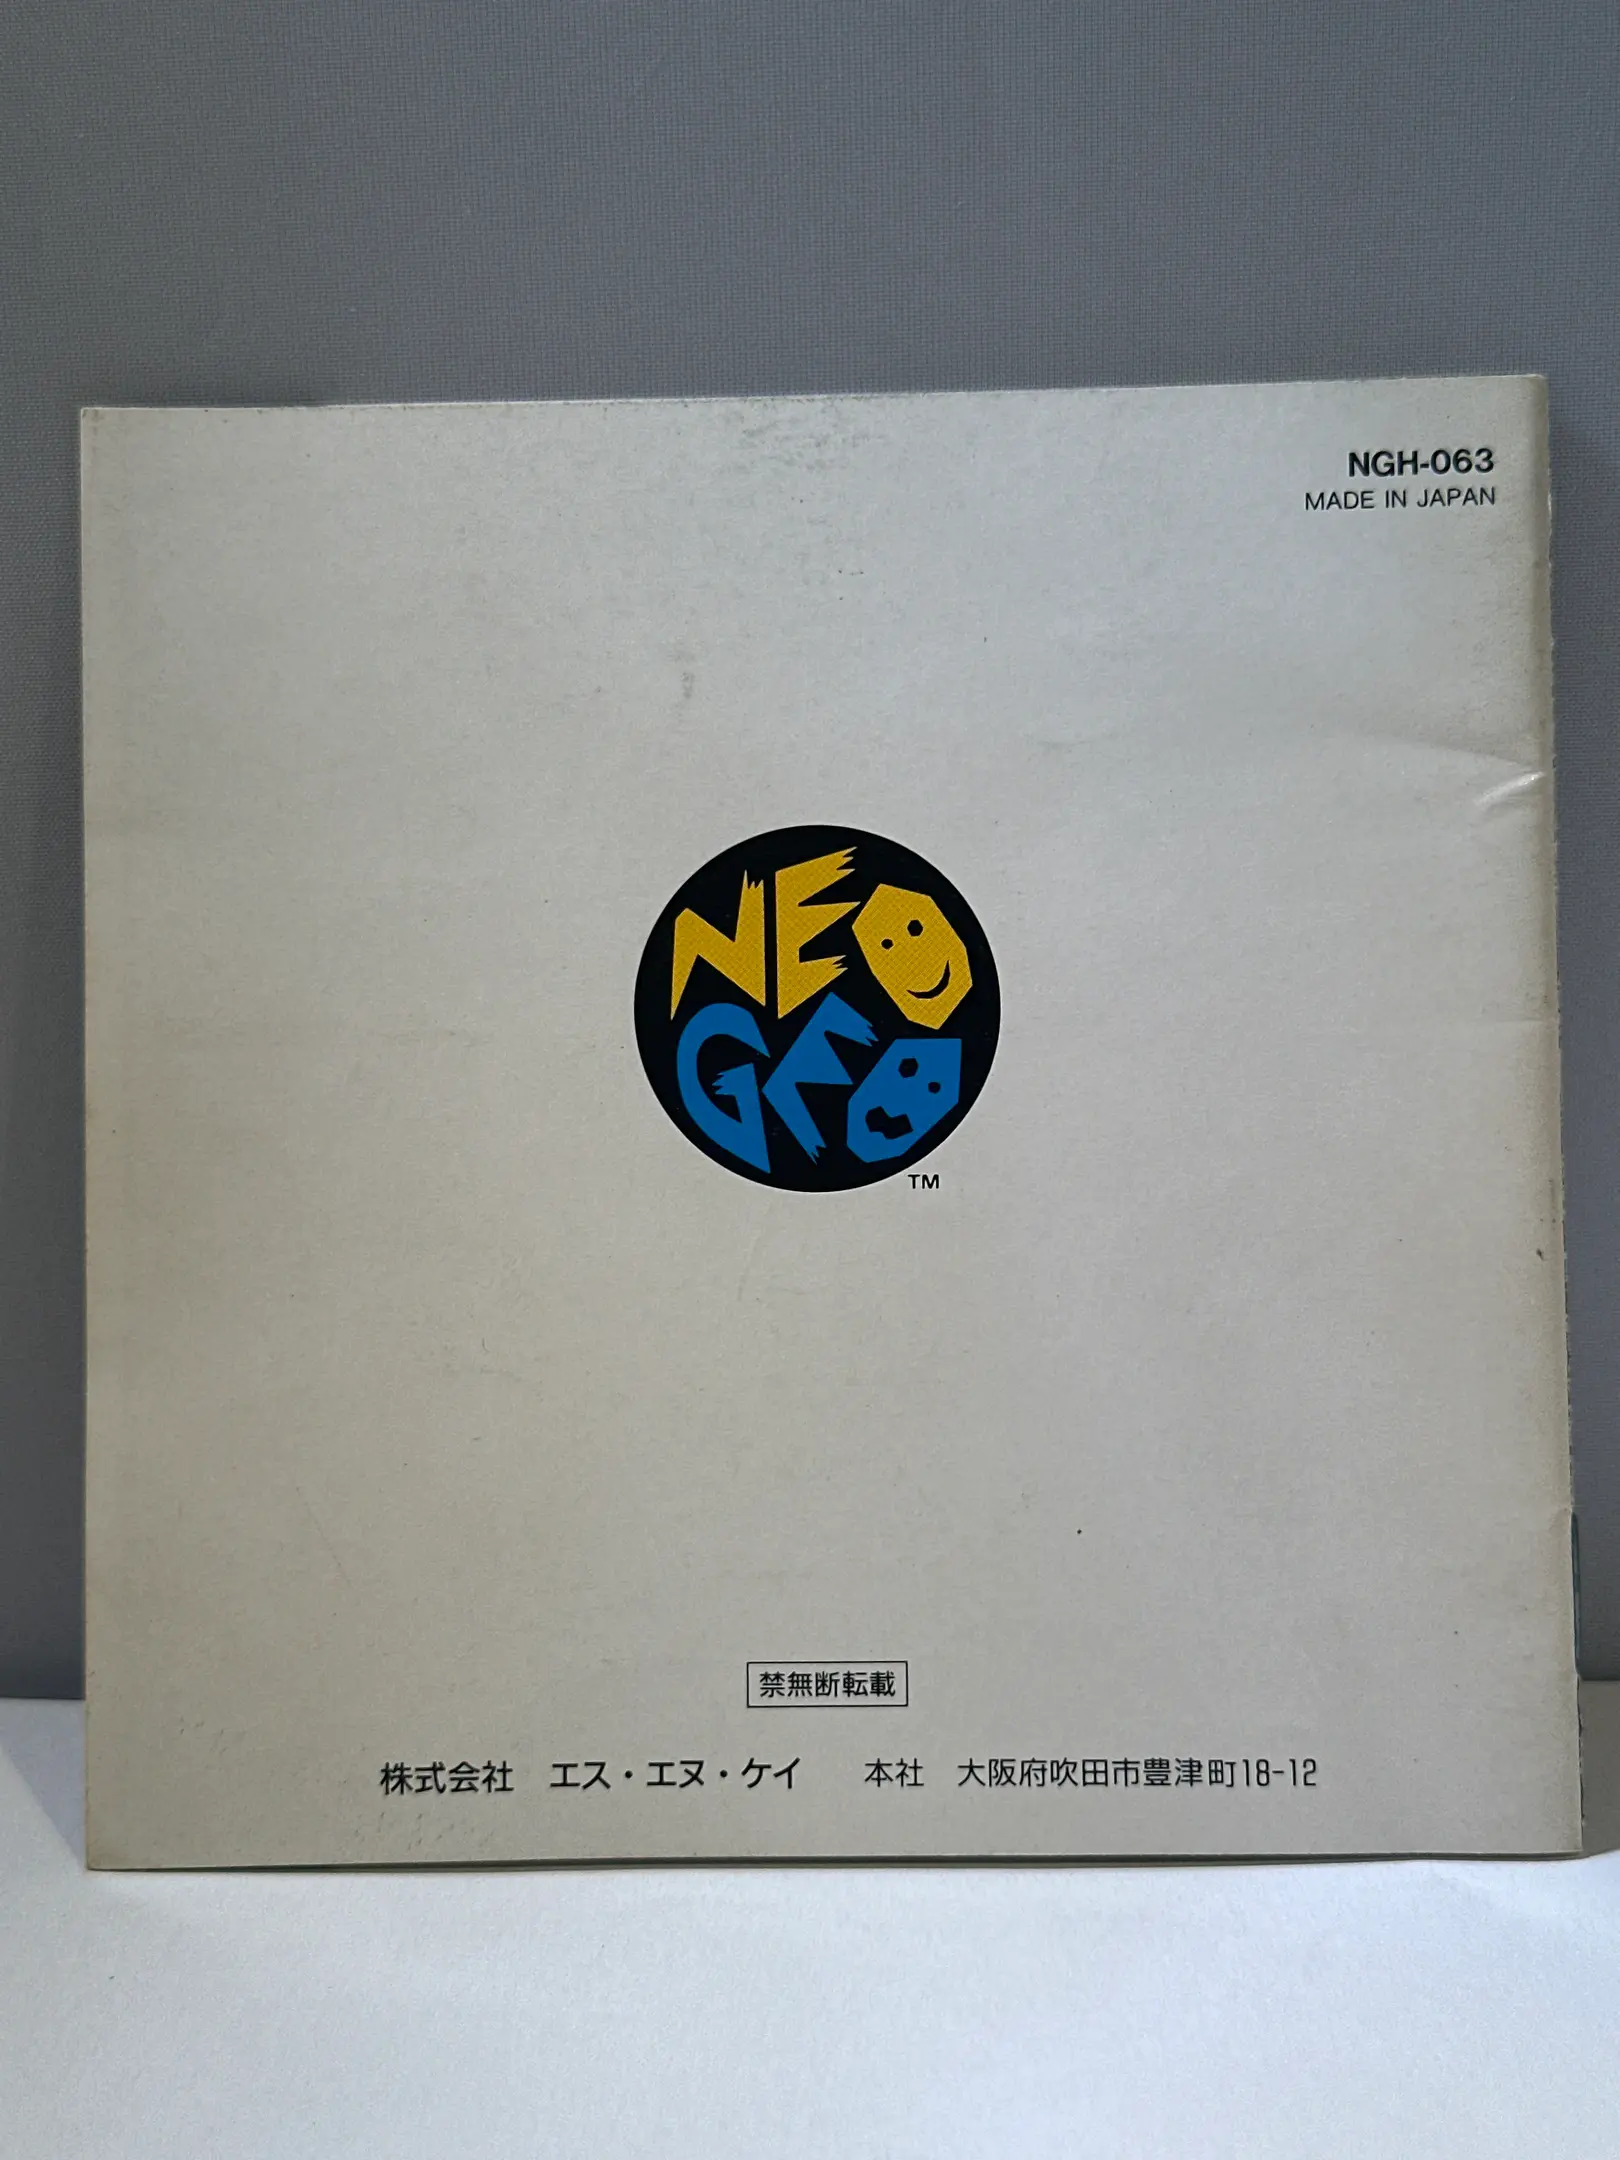 NGH-063
MADE IN JAPAN
NEO
GEO
TM
禁無断転載
株式会社 エス・エヌ・ケイ 本社 大阪府吹田市豊津町18-12